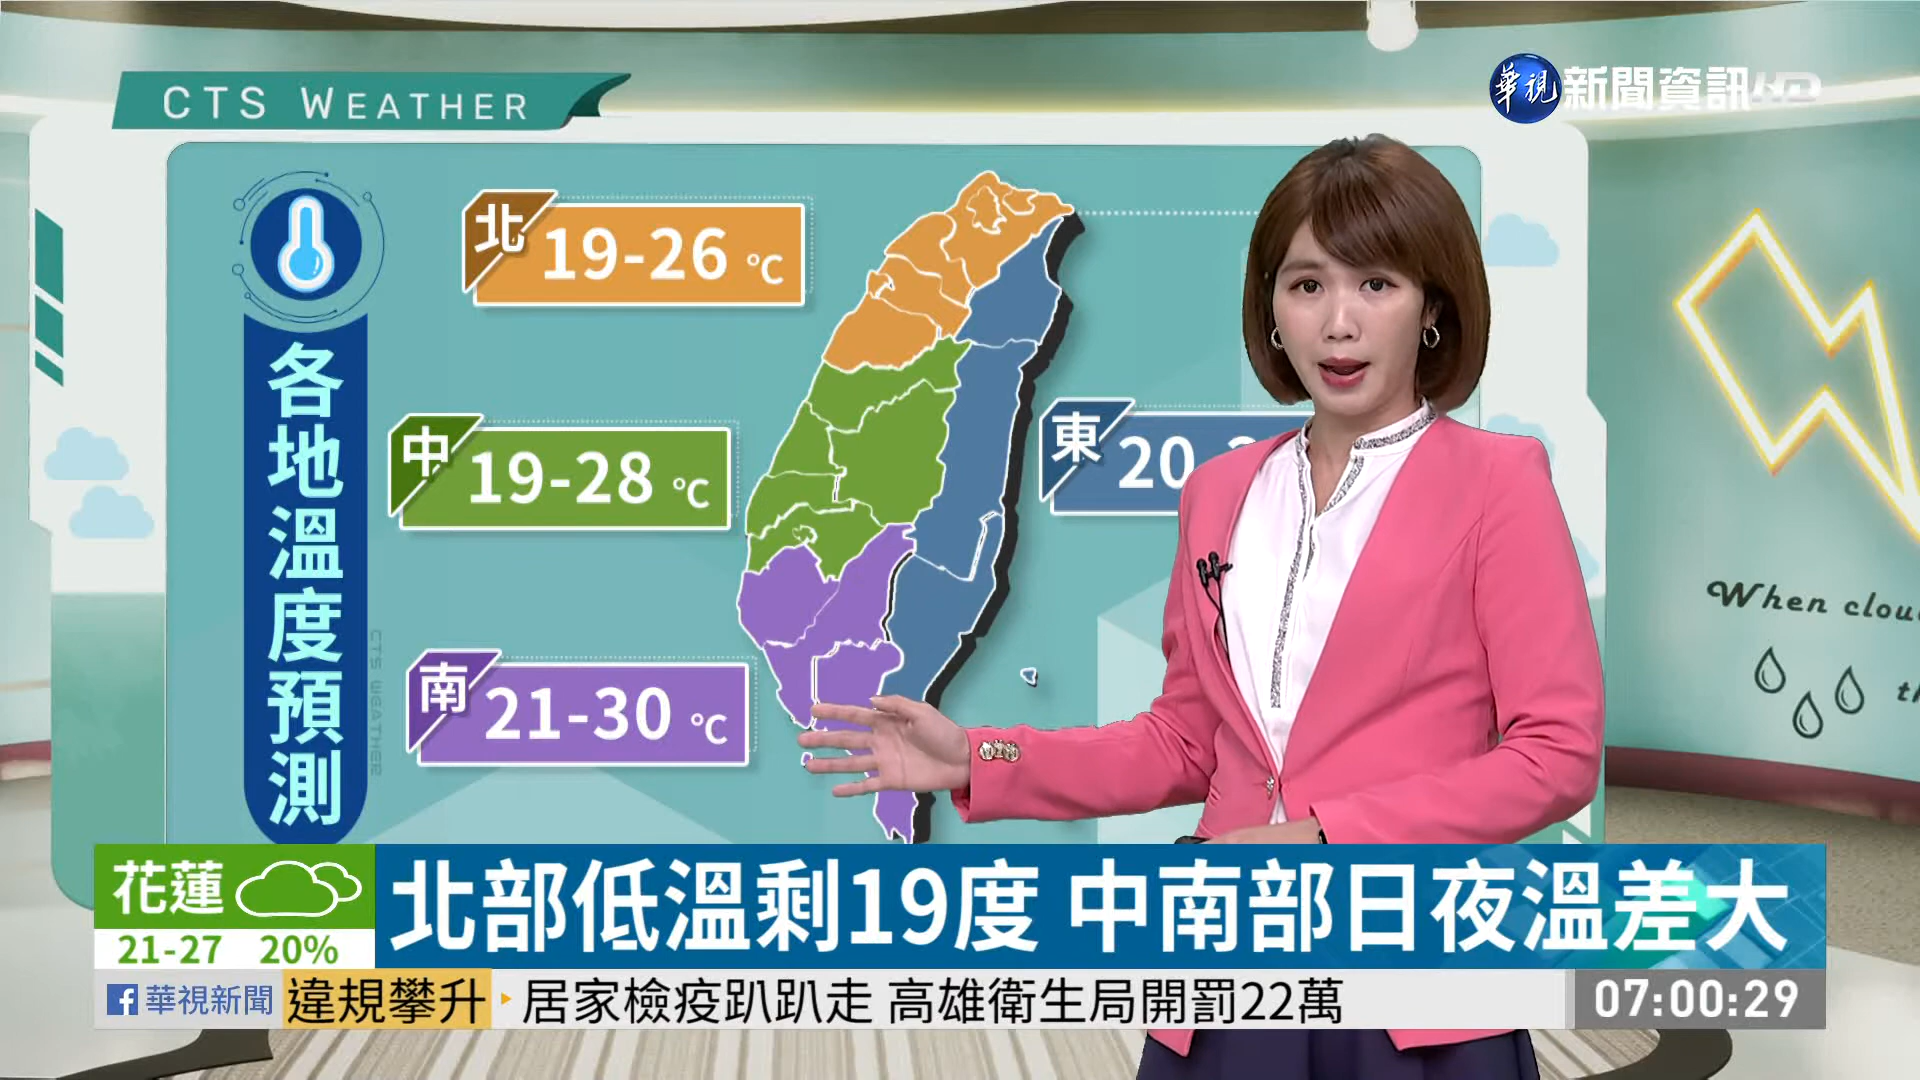 CTS WEATHER
華視 新聞資訊 HD
北 19-26 ℃
各地溫度預測
中 19-28 ℃
東 20
CTS WEATHER
When clou
南 21-30 ℃
花蓮
北部低溫剩19度 中南部日夜溫差大
21-27 20%
華視新聞 違規攀升 居家檢疫趴趴走 高雄衛生局開罰22萬 07:00:29